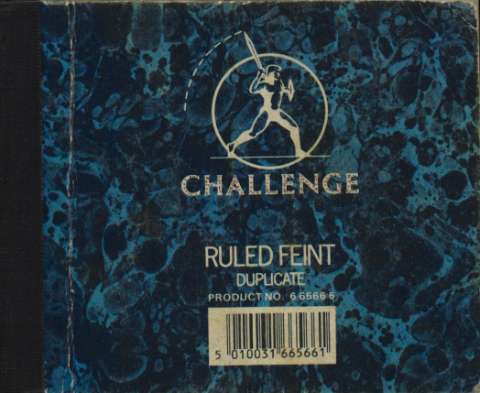 CHALLENGE
RULED FEINT
DUPLICATE
PRODUCT NO. 6 6566 6
5 010031 665661